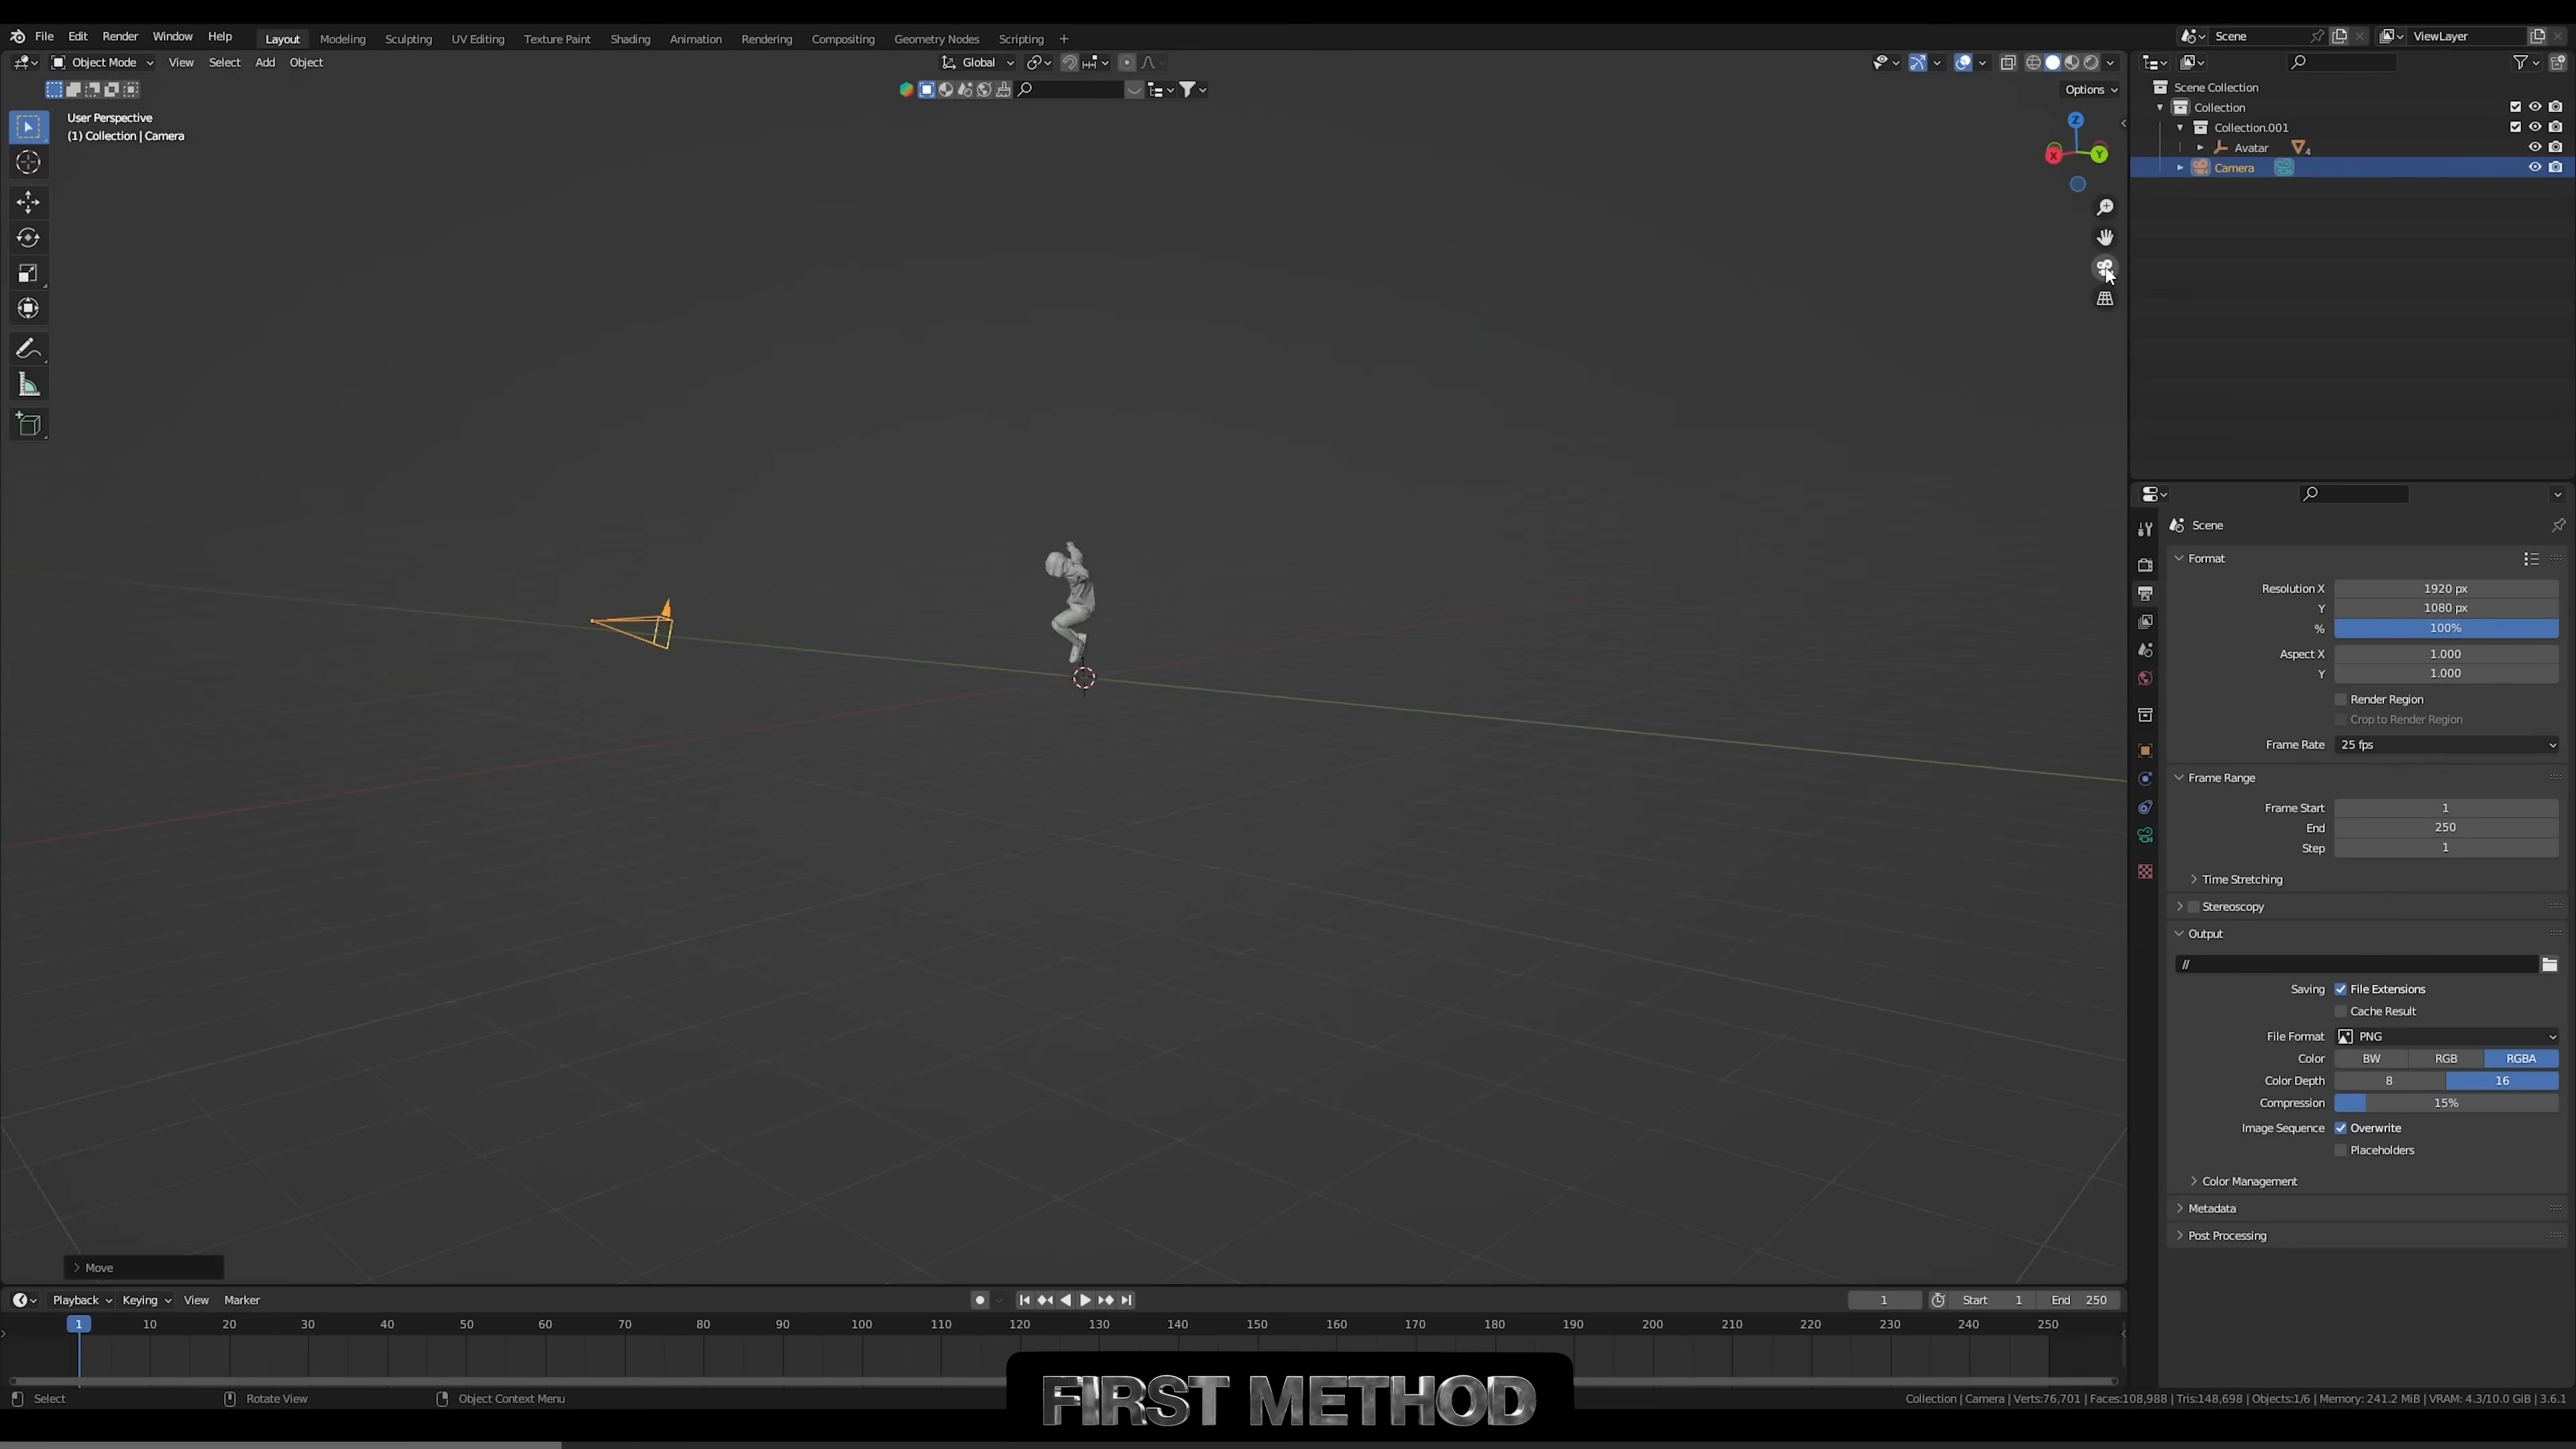 File Edit Render Window Help Layout Modeling Sculpting UV Editing Texture Paint Shading Animation Rendering Compositing Geometry Nodes Scripting + Scene ViewLayer
Object Mode View Select Add Object Global
Options
User Perspective
(1) Collection | Camera
Z
X
Y
Scene Collection
Collection
Collection.001
Avatar 4
Camera
Scene
Format
Resolution X 1920 px
Y 1080 px
% 100%
Aspect X 1.000
Y 1.000
Render Region
Crop to Render Region
Frame Rate 25 fps
Frame Range
Frame Start 1
End 250
Step 1
Time Stretching
Stereoscopy
Output
//
Saving File Extensions
Cache Result
File Format PNG
Color BW RGB RGBA
Color Depth 8 16
Compression 15%
Image Sequence Overwrite
Placeholders
Color Management
Metadata
Post Processing
Move
Playback Keying View Marker 1 Start 1 End 250
1 10 20 30 40 50 60 70 80 90 100 110 120 130 140 150 160 170 180 190 200 210 220 230 240 250
Select Rotate View Object Context Menu
FIRST METHOD
Collection | Camera | Verts:76,701 | Faces:108,988 | Tris:148,698 | Objects:1/6 | Memory: 241.2 MiB | VRAM: 4.3/10.0 GiB | 3.6.1